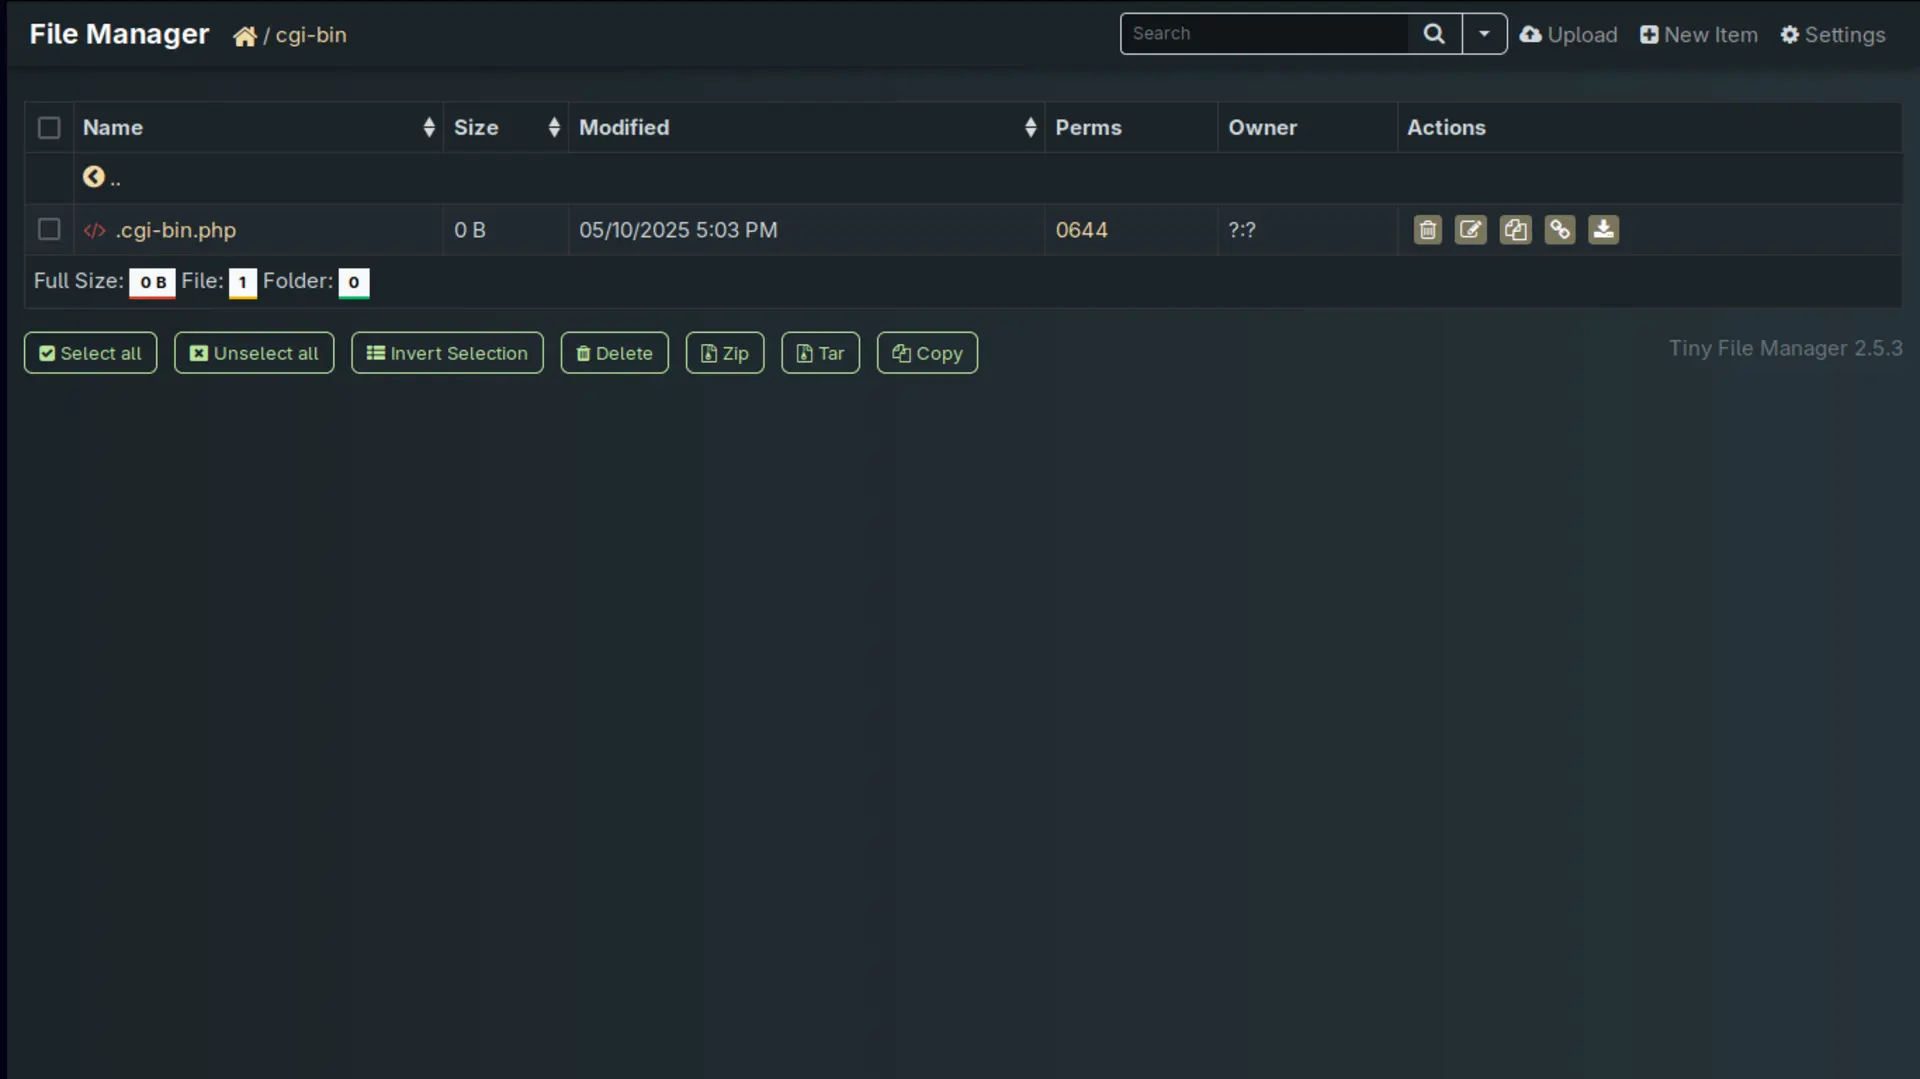 File Manager / cgi-bin Search Upload New Item Settings
Name Size Modified Perms Owner Actions
..
</> .cgi-bin.php 0 B 05/10/2025 5:03 PM 0644 ?:?
Full Size: 0 B File: 1 Folder: 0
Select all Unselect all Invert Selection Delete Zip Tar Copy Tiny File Manager 2.5.3